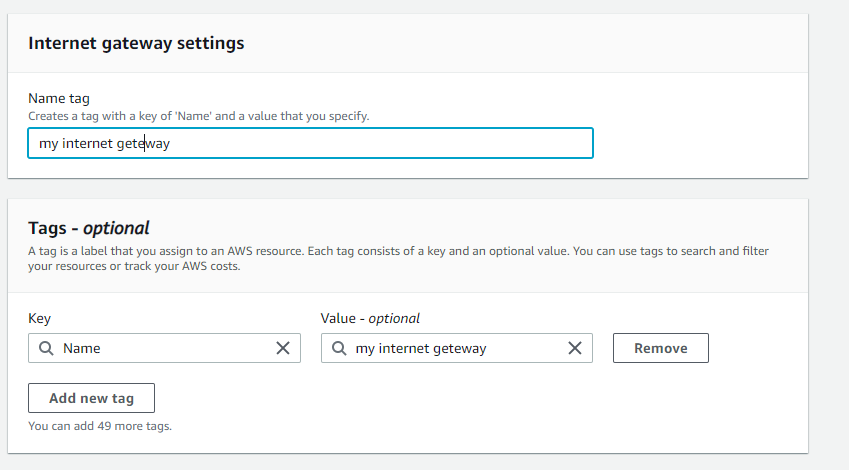 Internet gateway settings
Name tag
Creates a tag with a key of 'Name' and a value that you specify.
my internet geteway
Tags - optional
A tag is a label that you assign to an AWS resource. Each tag consists of a key and an optional value. You can use tags to search and filter
your resources or track your AWS costs.
Key
Value - optional
Name
my internet geteway
Remove
Add new tag
You can add 49 more tags.